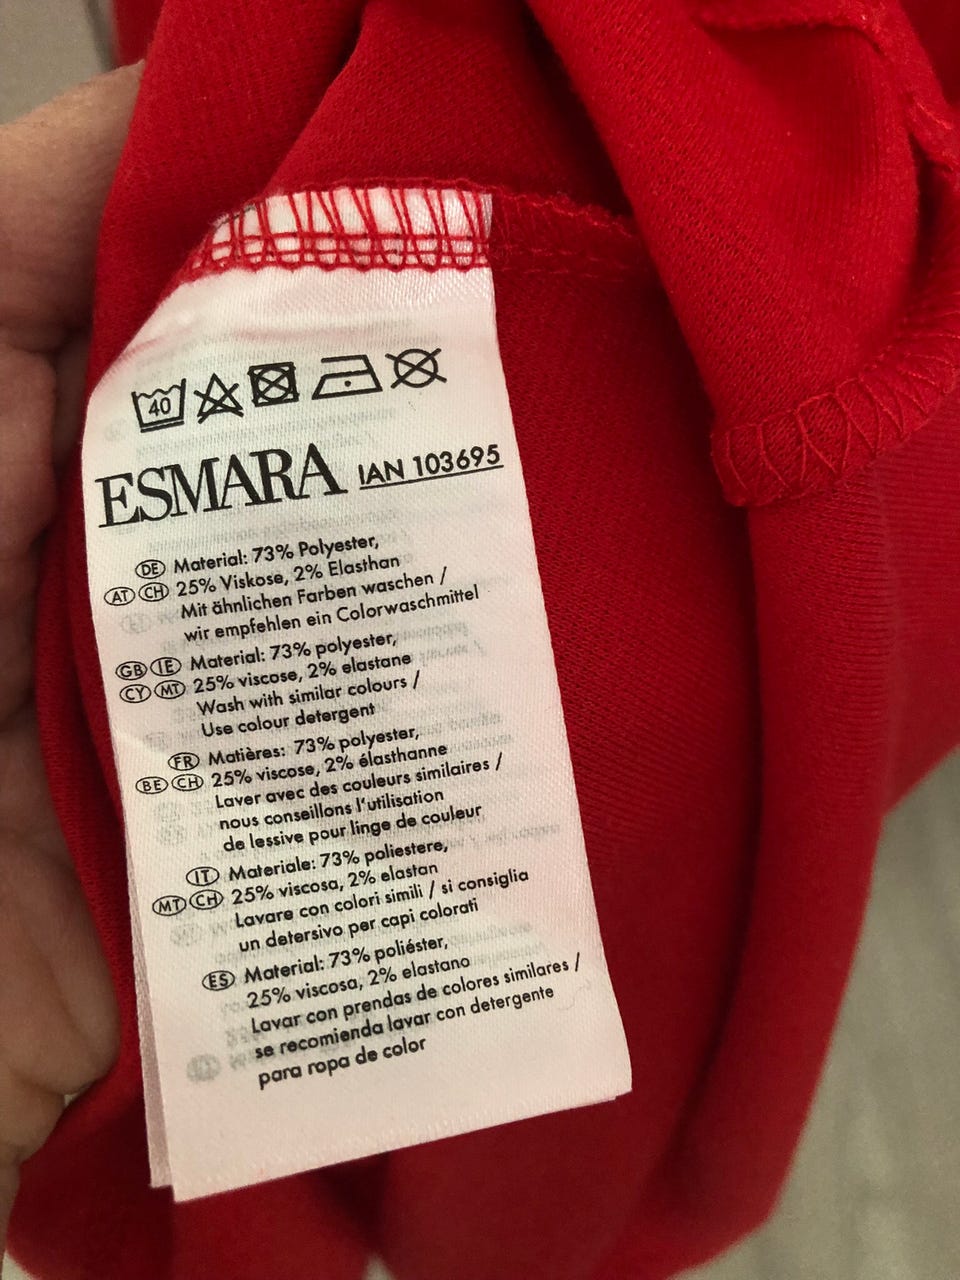 40
ESMARA IAN 103695
DE Material: 73% Polyester,
AT CH 25% Viskose, 2% Elasthan
Mit ähnlichen Farben waschen /
wir empfehlen ein Colorwaschmittel
GB IE Material: 73% polyester,
CY MT 25% viscose, 2% elastane
Wash with similar colours /
Use colour detergent
FR Matières: 73% polyester,
BE CH 25% viscose, 2% élasthanne
Laver avec des couleurs similaires /
nous conseillons l'utilisation
de lessive pour linge de couleur
IT Materiale: 73% poliestere,
MT CH 25% viscosa, 2% elastan
Lavare con colori simili / si consiglia
un detersivo per capi colorati
ES Material: 73% poliéster,
25% viscosa, 2% elastano
Lavar con prendas de colores similares /
se recomienda lavar con detergente
para ropa de color